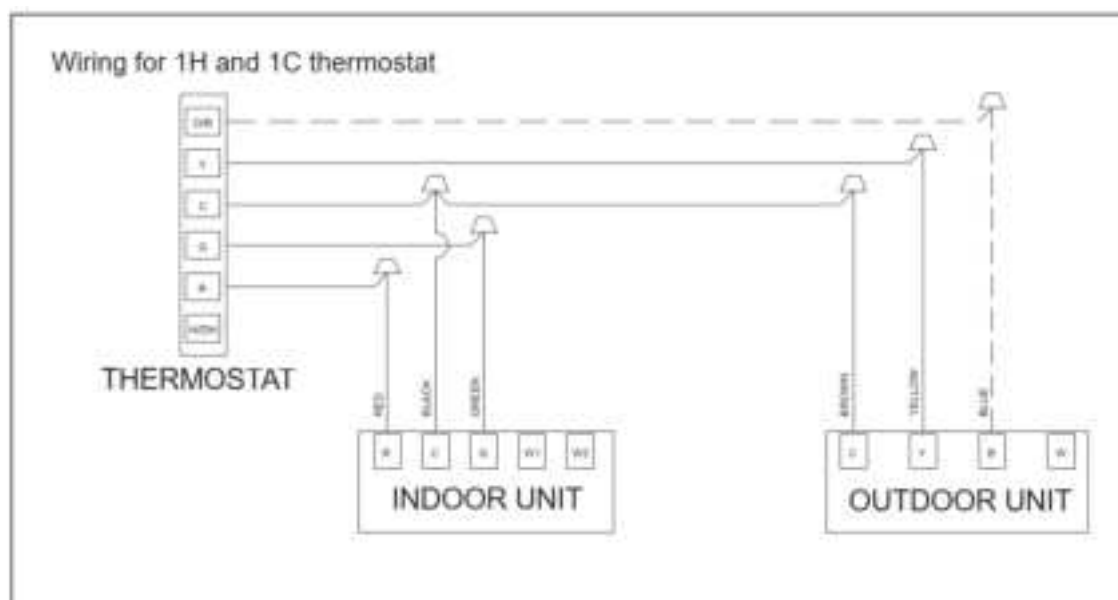 Wiring for 1H and 1C thermostat
Y
C
G
R
THERMOSTAT
RED
BLACK
GREEN
BROWN
YELLOW
BLUE
R
C
G
W1
W2
C
Y
B
W
INDOOR UNIT
OUTDOOR UNIT